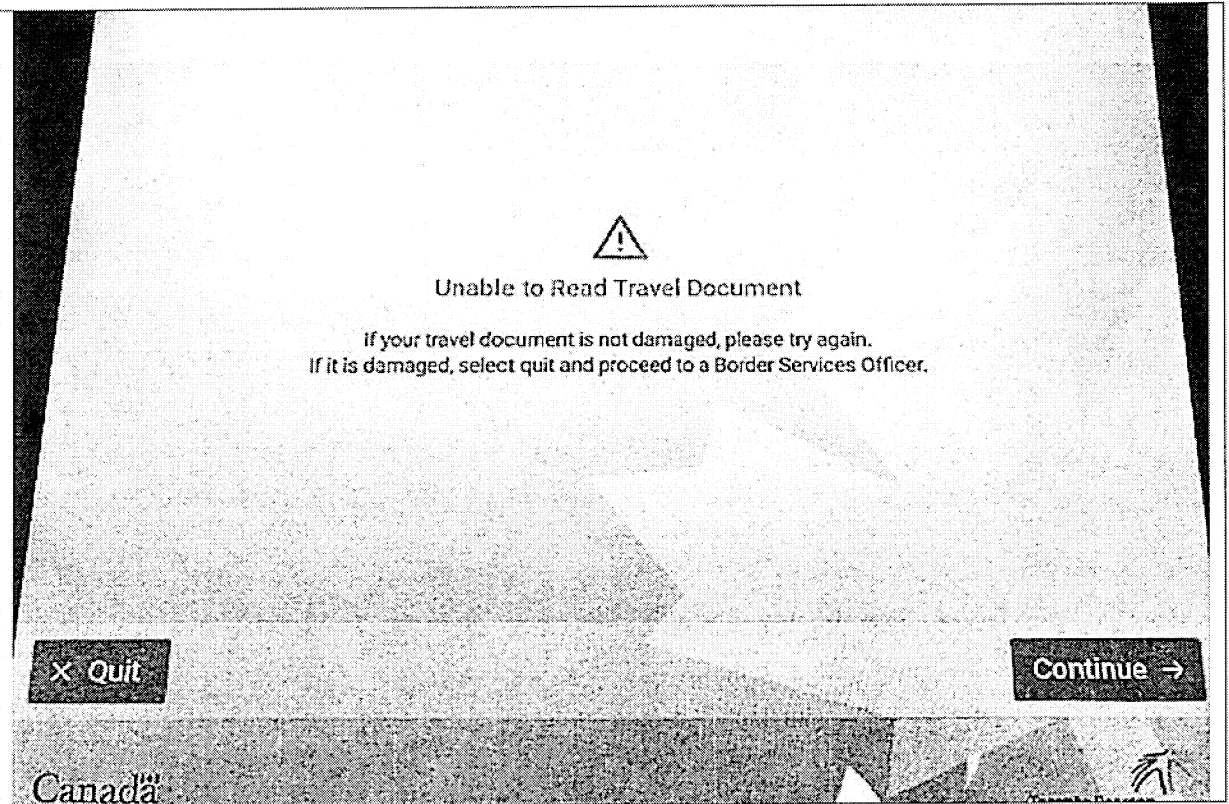 Unable to Read Travel Document
If your travel document is not damaged, please try again.
If it is damaged, select quit and proceed to a Border Services Officer.
× Quit
Continue →
Canada